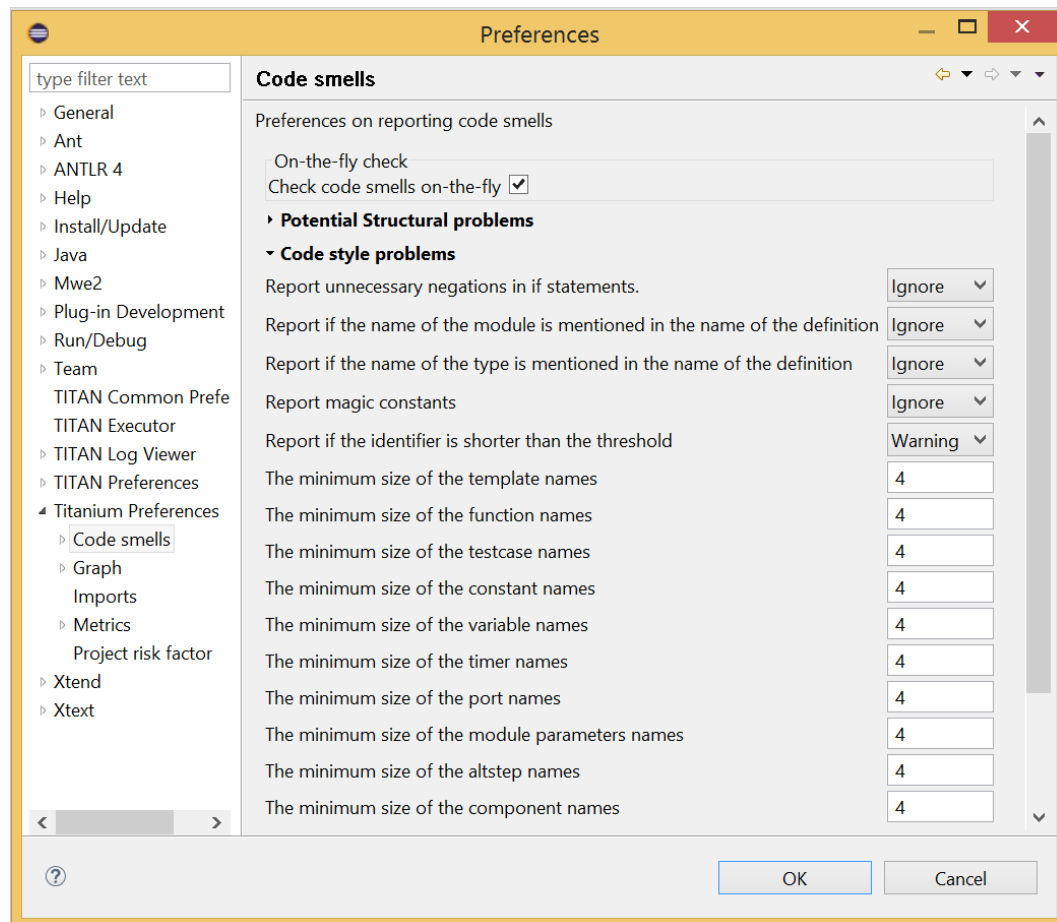 Preferences
type filter text
General
Ant
ANTLR 4
Help
Install/Update
Java
Mwe2
Plug-in Development
Run/Debug
Team
TITAN Common Prefe
TITAN Executor
TITAN Log Viewer
TITAN Preferences
Titanium Preferences
Code smells
Graph
Imports
Metrics
Project risk factor
Xtend
Xtext
Code smells
Preferences on reporting code smells
On-the-fly check
Check code smells on-the-fly
Potential Structural problems
Code style problems
Report unnecessary negations in if statements. Ignore
Report if the name of the module is mentioned in the name of the definition Ignore
Report if the name of the type is mentioned in the name of the definition Ignore
Report magic constants Ignore
Report if the identifier is shorter than the threshold Warning
The minimum size of the template names 4
The minimum size of the function names 4
The minimum size of the testcase names 4
The minimum size of the constant names 4
The minimum size of the variable names 4
The minimum size of the timer names 4
The minimum size of the port names 4
The minimum size of the module parameters names 4
The minimum size of the altstep names 4
The minimum size of the component names 4
?
OK Cancel